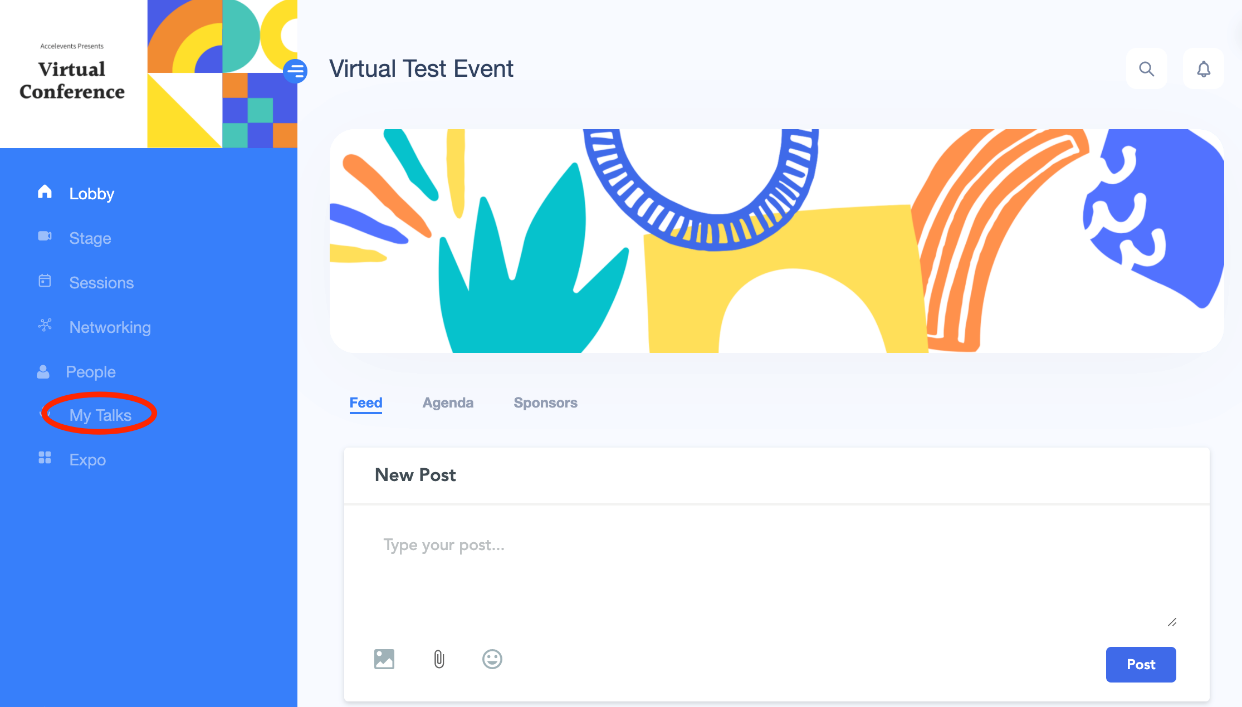 Accelevents Presents
Virtual
Conference
Virtual Test Event
Lobby
Stage
Sessions
Networking
People
My Talks
Expo
Feed
Agenda
Sponsors
New Post
Type your post...
Post